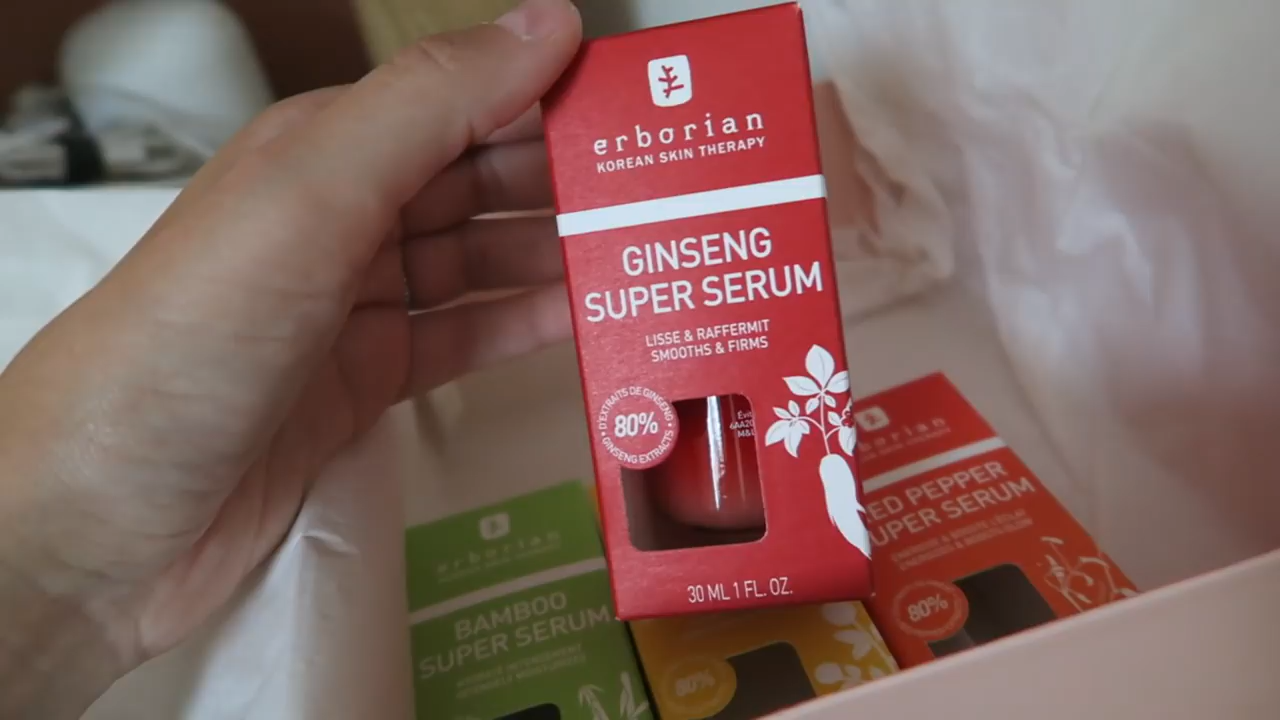 erborian
KOREAN SKIN THERAPY
GINSENG
SUPER SERUM
LISSE & RAFFERMIT
SMOOTHS & FIRMS
D'EXTRAITS DE GINSENG
80%
GINSENG EXTRACTS
30 ML 1 FL. OZ.
erborian
BAMBOO
SUPER SERUM
80%
erborian
RED PEPPER
SUPER SERUM
80%